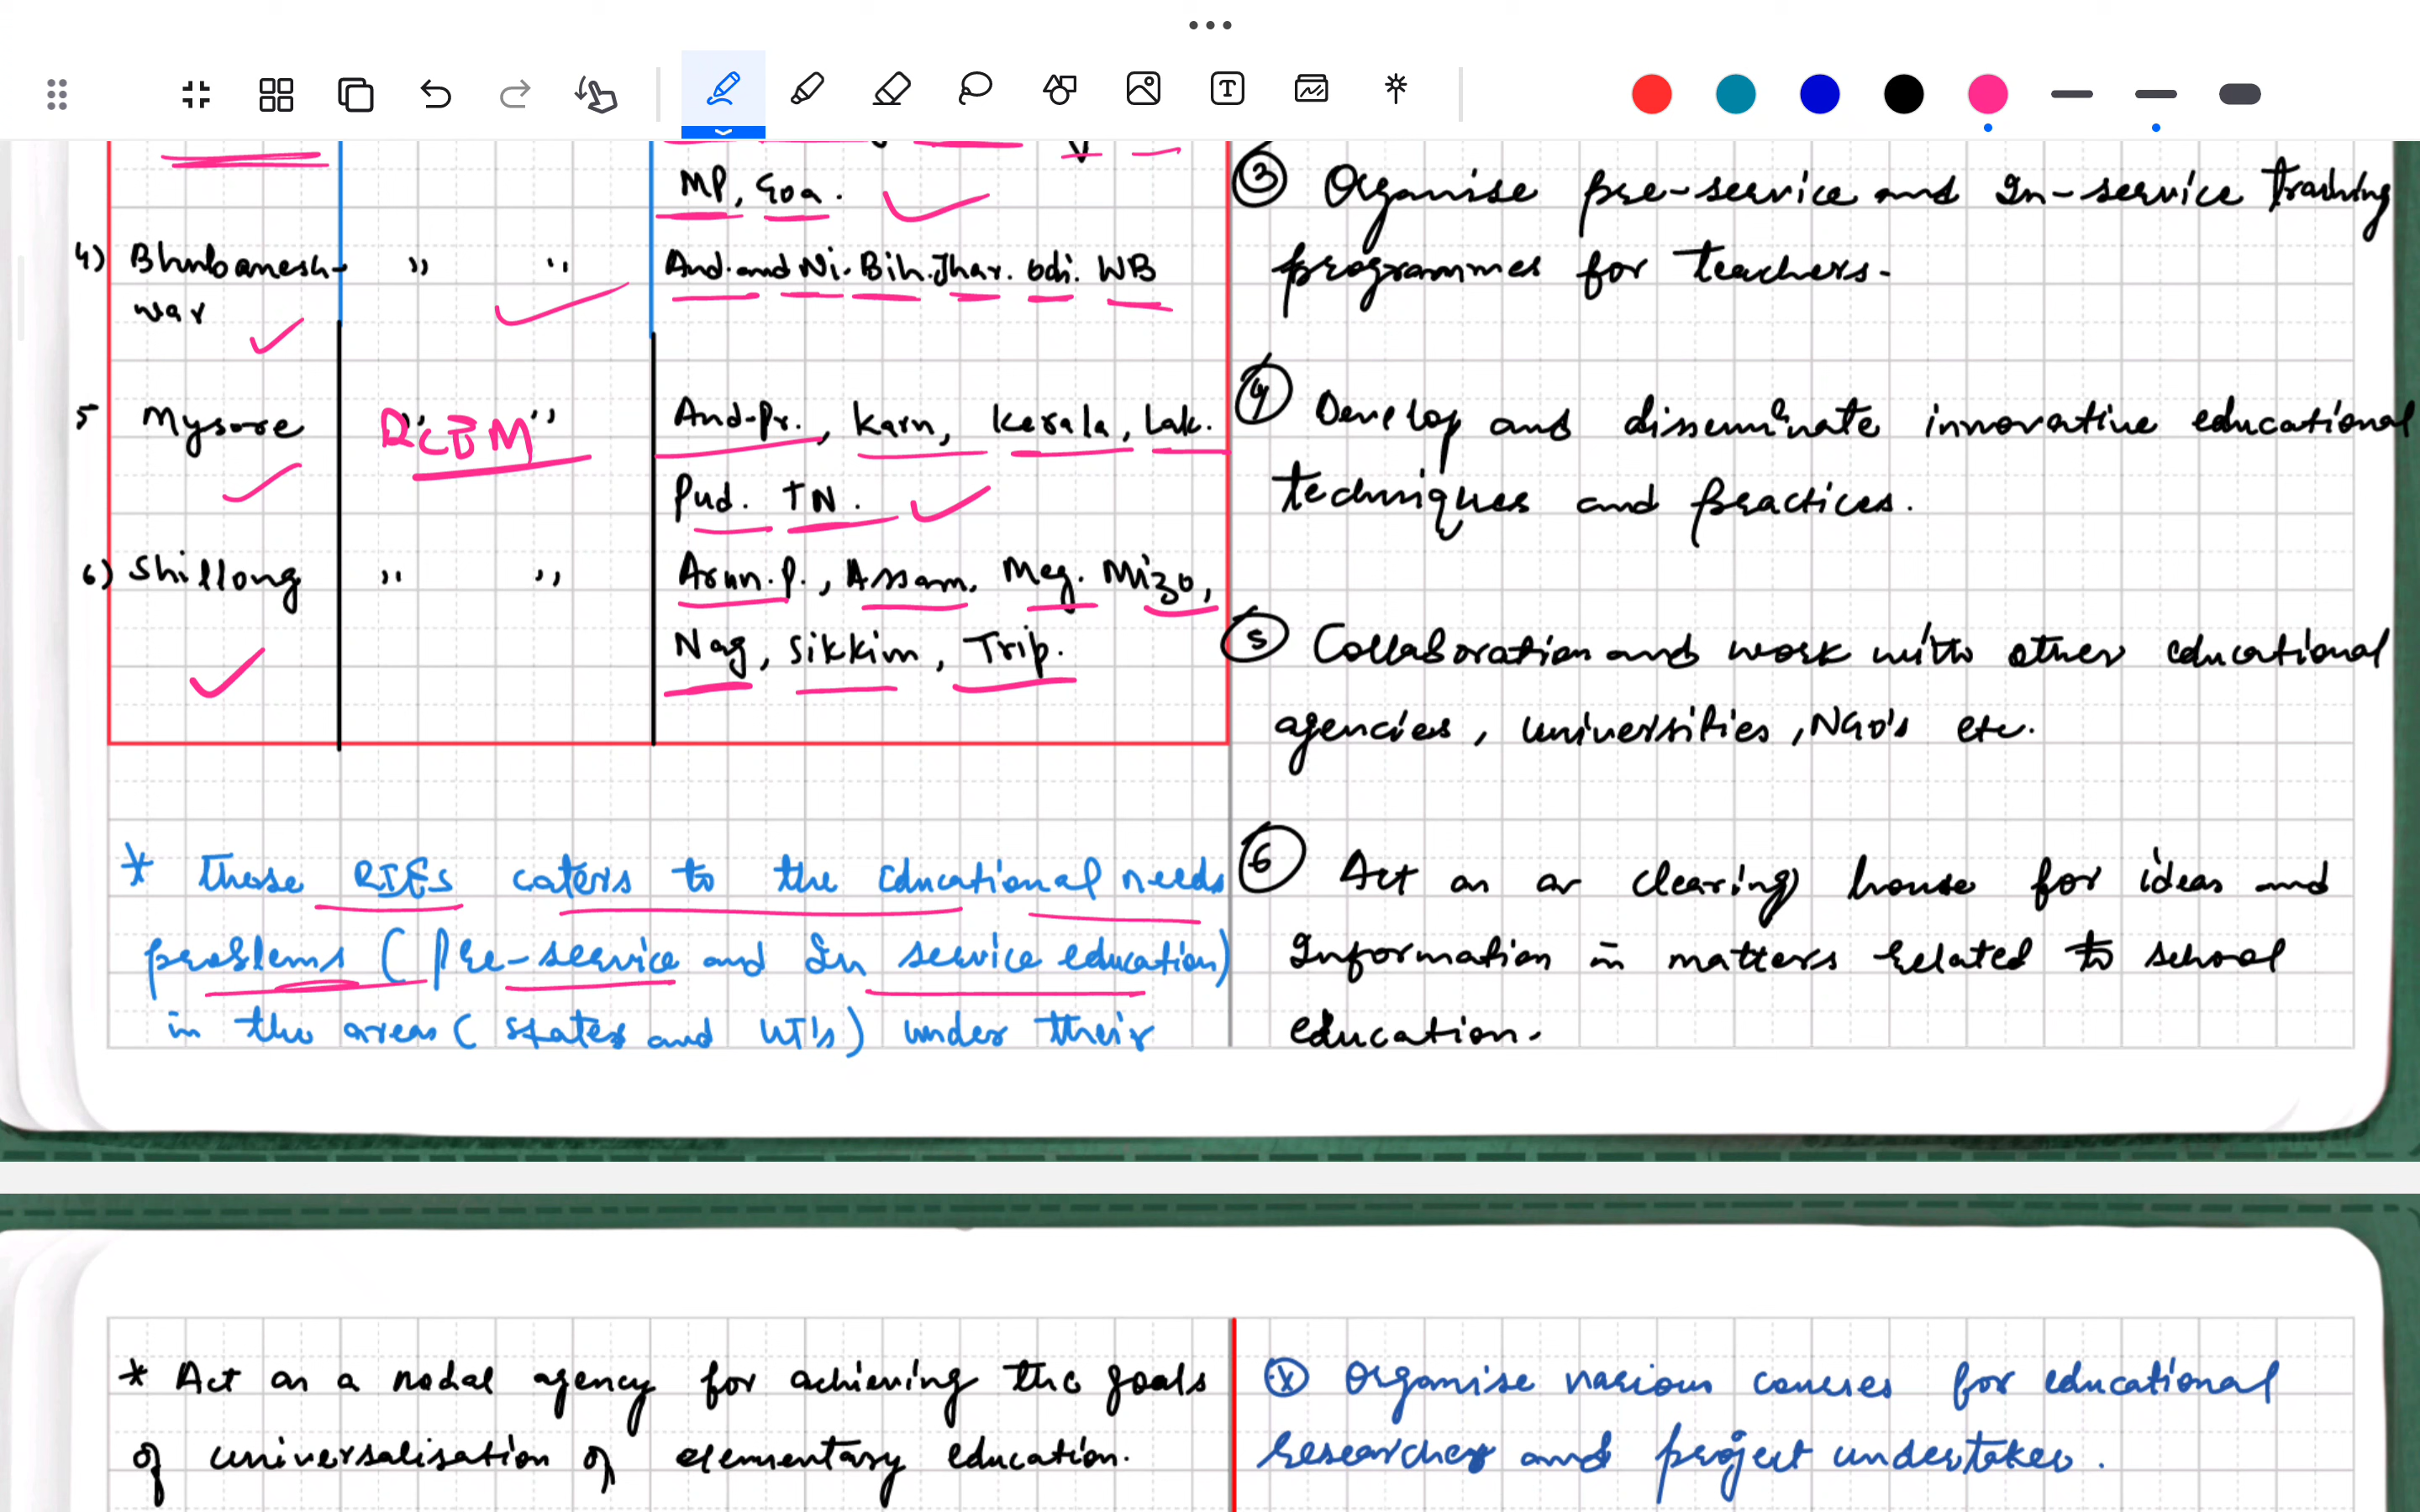 MP, Goa.
4) Bhubanesh-
war
" "
And. and Ni. Bih. Jhar. Odi. WB
5 Mysore
" "
And-Pr., Karn, Kerala, Lak.
Pud. TN.
6) Shillong
" "
Arun.P., Assam, Meg. Mizo,
Nag, Sikkim, Trip.
* These RIEs caters to the Educational needs
problems (Pre-service and In service education)
in the areas (states and UT's) under their
③ Organise pre-service and In-service training
programmes for teachers.
④ Develop and disseminate innovative educational
techniques and practices.
⑤ Collaboration and work with other educational
agencies, universities, NGO's etc.
⑥ Act as a clearing house for ideas and
Information in matters related to school
education.
* Act as a nodal agency for achieving the goals
of universalisation of elementary education.
Organise various courses for educational
researches and project undertaken.